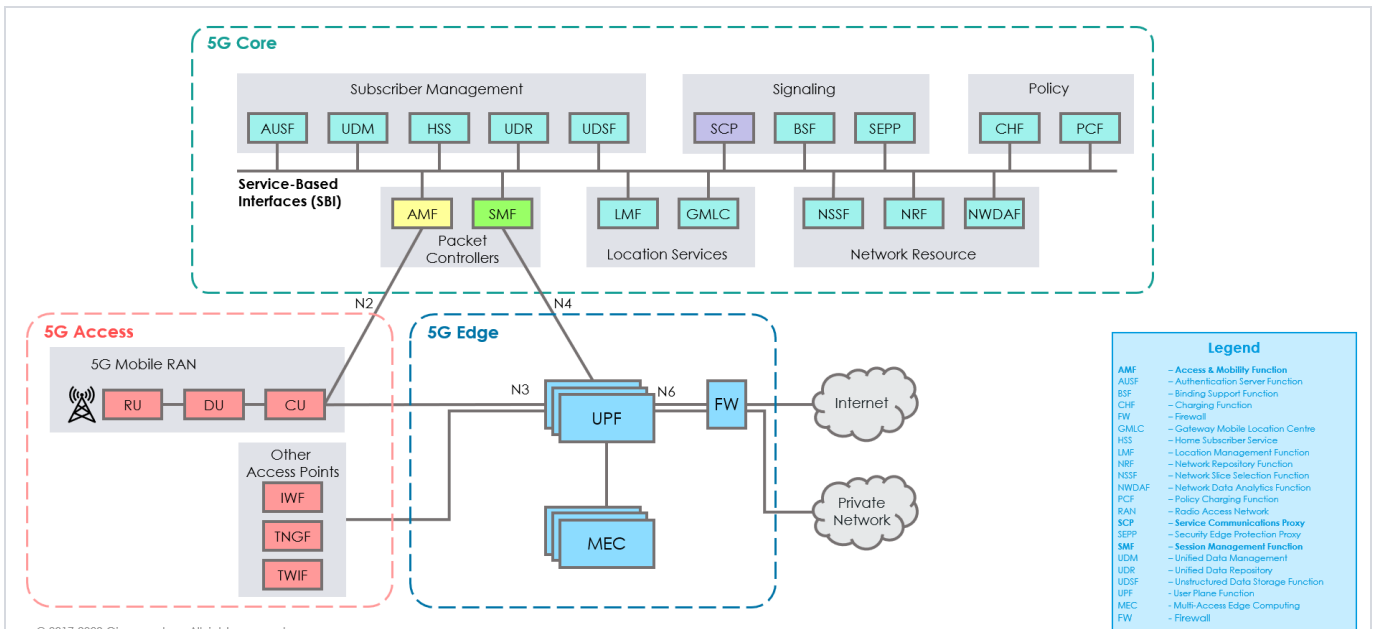 5G Core
Subscriber Management
Signaling
Policy
AUSF
UDM
HSS
UDR
UDSF
SCP
BSF
SEPP
CHF
PCF
Service-Based
Interfaces (SBI)
AMF
SMF
Packet
Controllers
LMF
GMLC
Location Services
NSSF
NRF
NWDAF
Network Resource
N2
N4
5G Access
5G Mobile RAN
RU
DU
CU
Other
Access Points
IWF
TNGF
TWIF
5G Edge
N3
UPF
N6
FW
MEC
Internet
Private
Network
Legend
AMF – Access & Mobility Function
AUSF – Authentication Server Function
BSF – Binding Support Function
CHF – Charging Function
FW – Firewall
GMLC – Gateway Mobile Location Centre
HSS – Home Subscriber Service
LMF – Location Management Function
NRF – Network Repository Function
NSSF – Network Slice Selection Function
NWDAF – Network Data Analytics Function
PCF – Policy Charging Function
RAN – Radio Access Network
SCP – Service Communications Proxy
SEPP – Security Edge Protection Proxy
SMF – Session Management Function
UDM – Unified Data Management
UDR – Unified Data Repository
UDSF – Unstructured Data Storage Function
UPF - User Plane Function
MEC - Multi-Access Edge Computing
FW - Firewall